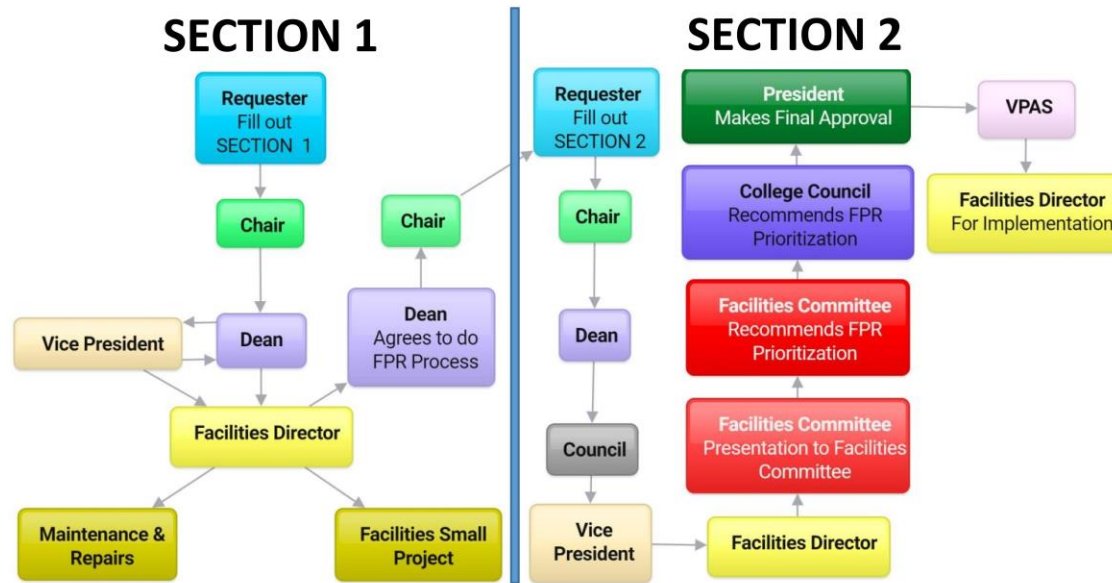 SECTION 1
Requester
Fill out
SECTION 1
Chair
Vice President
Dean
Facilities Director
Maintenance &
Repairs
Facilities Small
Project
Dean
Agrees to do
FPR Process
Chair
SECTION 2
Requester
Fill out
SECTION 2
Chair
Dean
Council
Vice
President
Facilities Director
Facilities Committee
Presentation to Facilities
Committee
Facilities Committee
Recommends FPR
Prioritization
College Council
Recommends FPR
Prioritization
President
Makes Final Approval
VPAS
Facilities Director
For Implementation